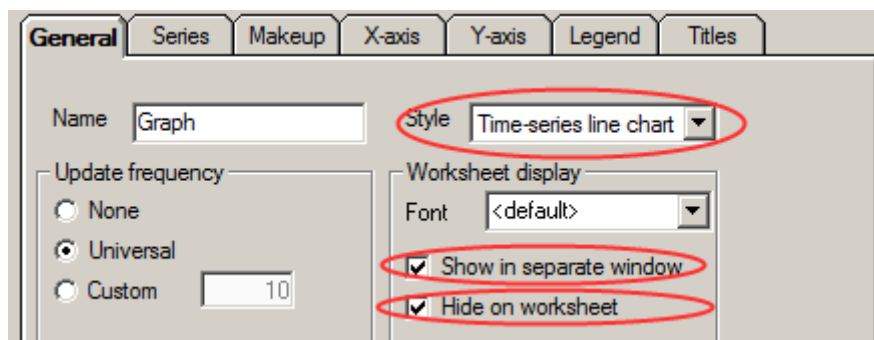 General Series Makeup X-axis Y-axis Legend Titles
Name Graph Style Time-series line chart
Update frequency Worksheet display
None Font <default>
Universal Show in separate window
Custom 10 Hide on worksheet